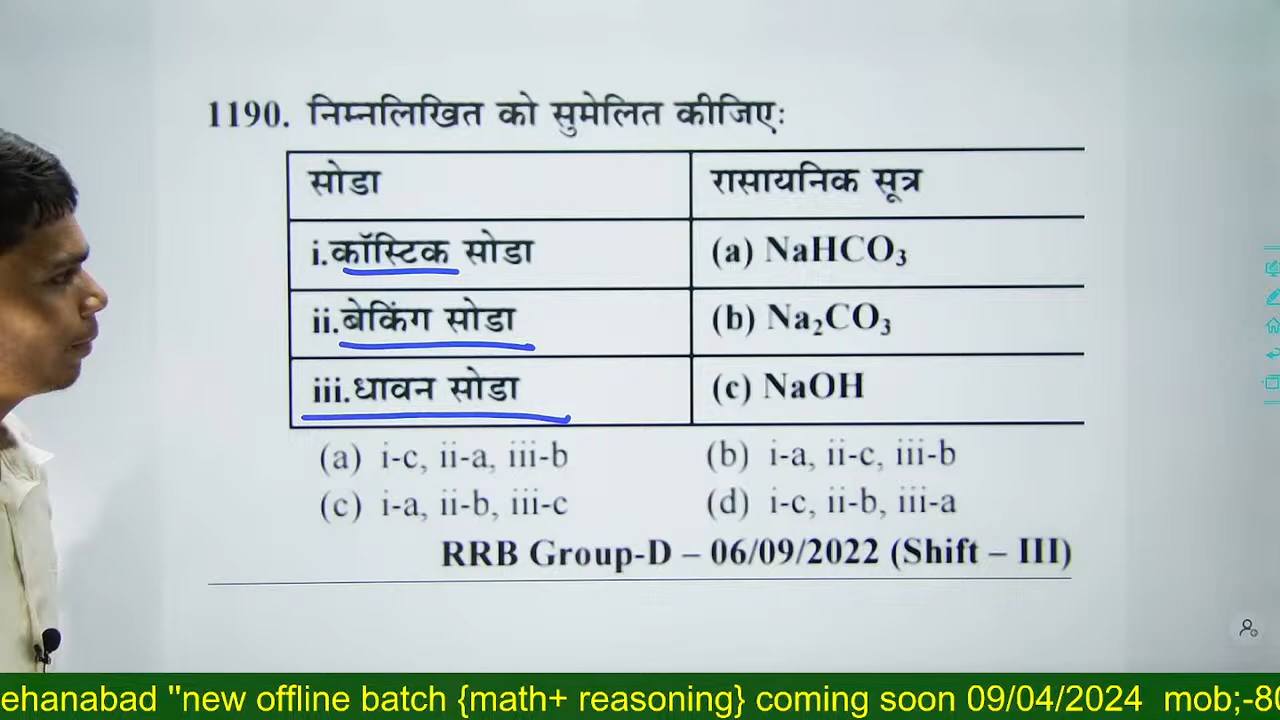 1190. निम्नलिखित को सुमेलित कीजिए:
सोडा रासायनिक सूत्र
i.कॉस्टिक सोडा (a) NaHCO₃
ii.बेकिंग सोडा (b) Na₂CO₃
iii.धावन सोडा (c) NaOH
(a) i-c, ii-a, iii-b (b) i-a, ii-c, iii-b
(c) i-a, ii-b, iii-c (d) i-c, ii-b, iii-a
RRB Group-D – 06/09/2022 (Shift – III)
ehanabad "new offline batch {math+ reasoning} coming soon 09/04/2024 mob;-80